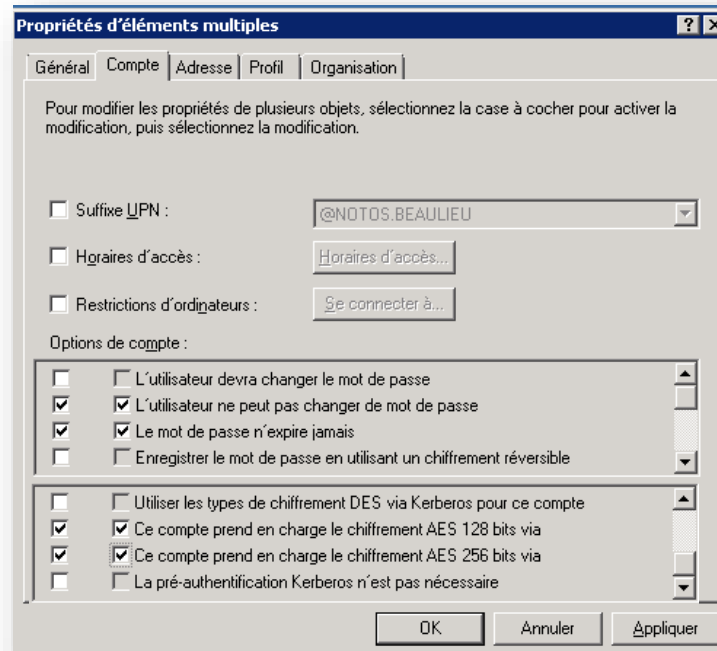 Propriétés d'éléments multiples
Général Compte Adresse Profil Organisation
Pour modifier les propriétés de plusieurs objets, sélectionnez la case à cocher pour activer la
modification, puis sélectionnez la modification.
Suffixe UPN : @NOTOS.BEAULIEU
Horaires d'accès : Horaires d'accès...
Restrictions d'ordinateurs : Se connecter à...
Options de compte :
L'utilisateur devra changer le mot de passe
L'utilisateur ne peut pas changer de mot de passe
Le mot de passe n'expire jamais
Enregistrer le mot de passe en utilisant un chiffrement réversible
Utiliser les types de chiffrement DES via Kerberos pour ce compte
Ce compte prend en charge le chiffrement AES 128 bits via
Ce compte prend en charge le chiffrement AES 256 bits via
La pré-authentification Kerberos n'est pas nécessaire
OK Annuler Appliquer